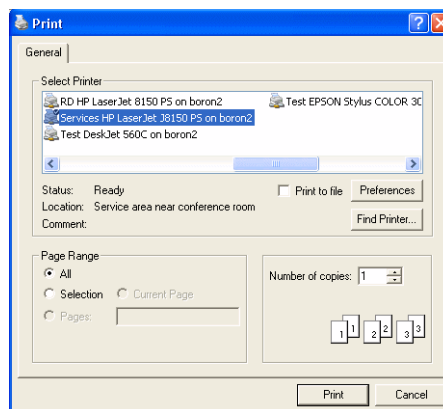 Print
General
Select Printer
RD HP LaserJet 8150 PS on boron2
Test EPSON Stylus COLOR 30
Services HP LaserJet J8150 PS on boron2
Test DeskJet 560C on boron2
Status: Ready
Print to file
Preferences
Location: Service area near conference room
Comment:
Find Printer...
Page Range
All
Selection
Current Page
Pages:
Number of copies: 1
1 1 2 2 3 3
Print
Cancel